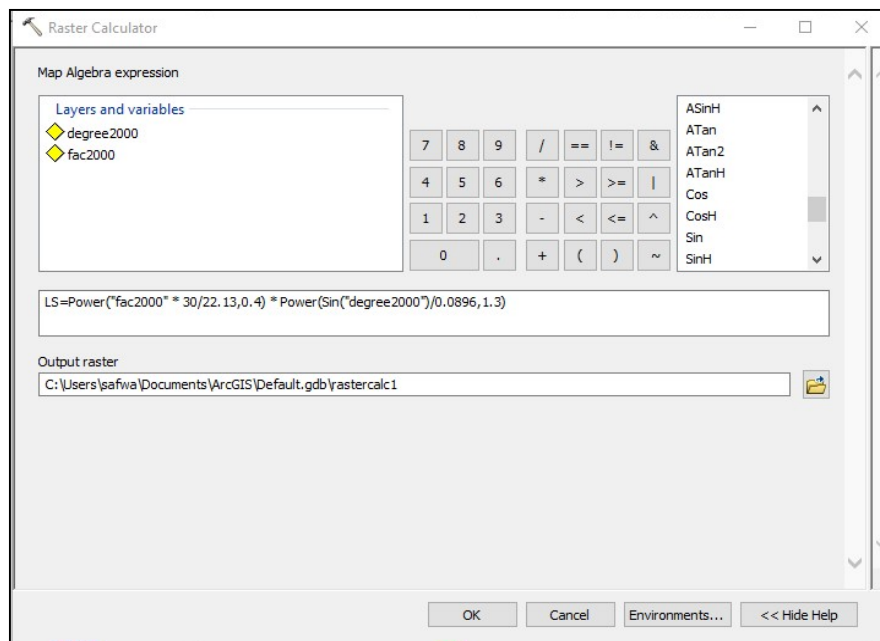 Raster Calculator
Map Algebra expression
Layers and variables
degree2000
fac2000
7 8 9 / == != &
4 5 6 * > >= |
1 2 3 - < <= ^
0 . + ( ) ~
ASinH
ATan
ATan2
ATanH
Cos
CosH
Sin
SinH
LS=Power("fac2000" * 30/22.13,0.4) * Power(Sin("degree2000")/0.0896,1.3)
Output raster
C:\Users\safwa\Documents\ArcGIS\Default.gdb\rastercalc1
OK Cancel Environments... << Hide Help